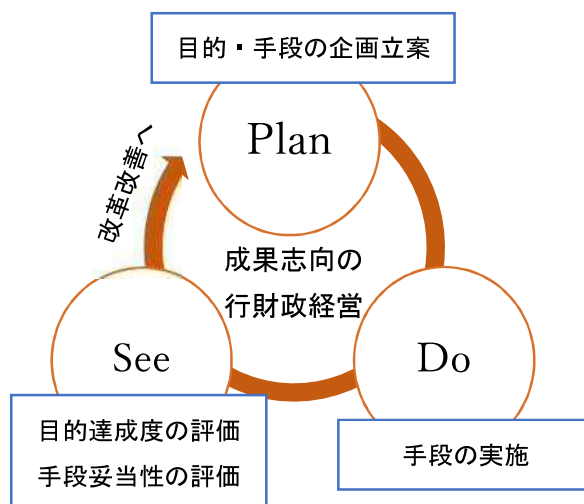 目的・手段の企画立案
Plan
改革改善へ
成果志向の
行財政経営
See
Do
目的達成度の評価
手段妥当性の評価
手段の実施